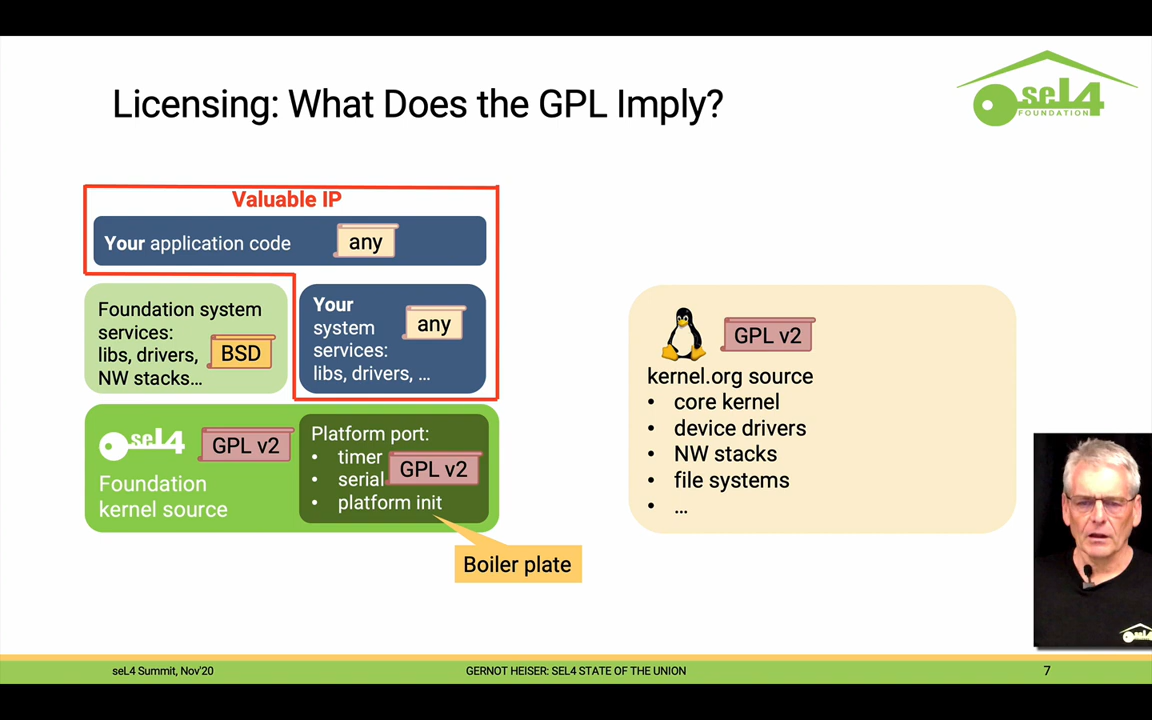 Licensing: What Does the GPL Imply?
seL4
FOUNDATION
Valuable IP
Your application code
any
Foundation system
services:
libs, drivers,
NW stacks...
BSD
Your
system
services:
libs, drivers, ...
any
seL4
GPL v2
Foundation
kernel source
Platform port:
• timer
• serial
• platform init
GPL v2
Boiler plate
GPL v2
kernel.org source
• core kernel
• device drivers
• NW stacks
• file systems
• ...
seL4
seL4 Summit, Nov'20
GERNOT HEISER: SEL4 STATE OF THE UNION
7